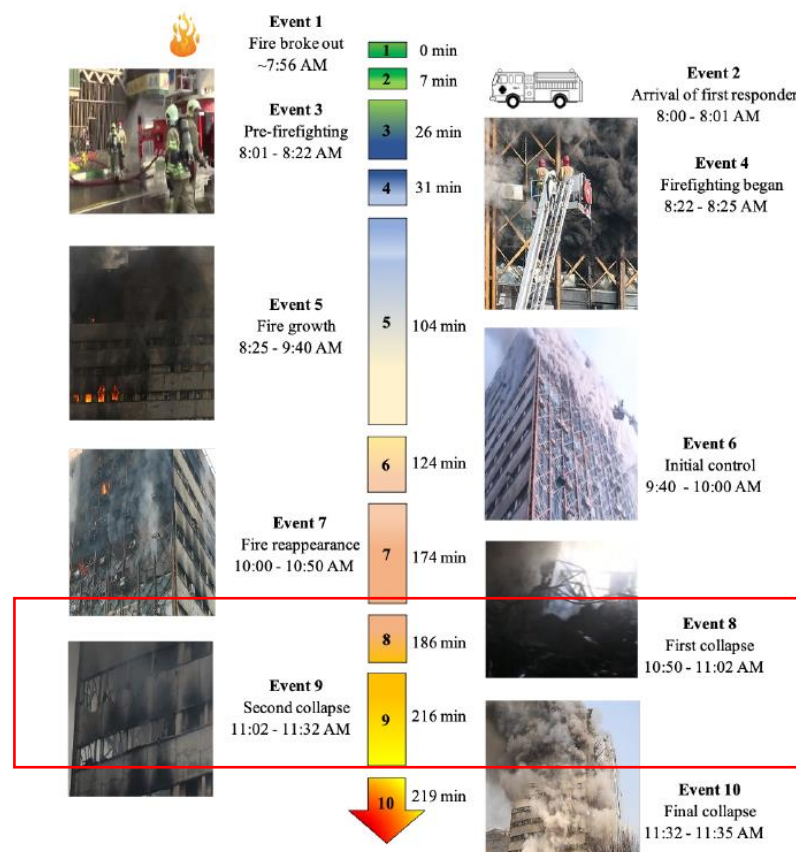 Event 1
Fire broke out
~7:56 AM
1
0 min
2
7 min
Event 2
Arrival of first responder
8:00 - 8:01 AM
Event 3
Pre-firefighting
8:01 - 8:22 AM
3
26 min
Event 4
Firefighting began
8:22 - 8:25 AM
4
31 min
Event 5
Fire growth
8:25 - 9:40 AM
5
104 min
Event 6
Initial control
9:40 - 10:00 AM
6
124 min
Event 7
Fire reappearance
10:00 - 10:50 AM
7
174 min
Event 8
First collapse
10:50 - 11:02 AM
8
186 min
Event 9
Second collapse
11:02 - 11:32 AM
9
216 min
10
219 min
Event 10
Final collapse
11:32 - 11:35 AM